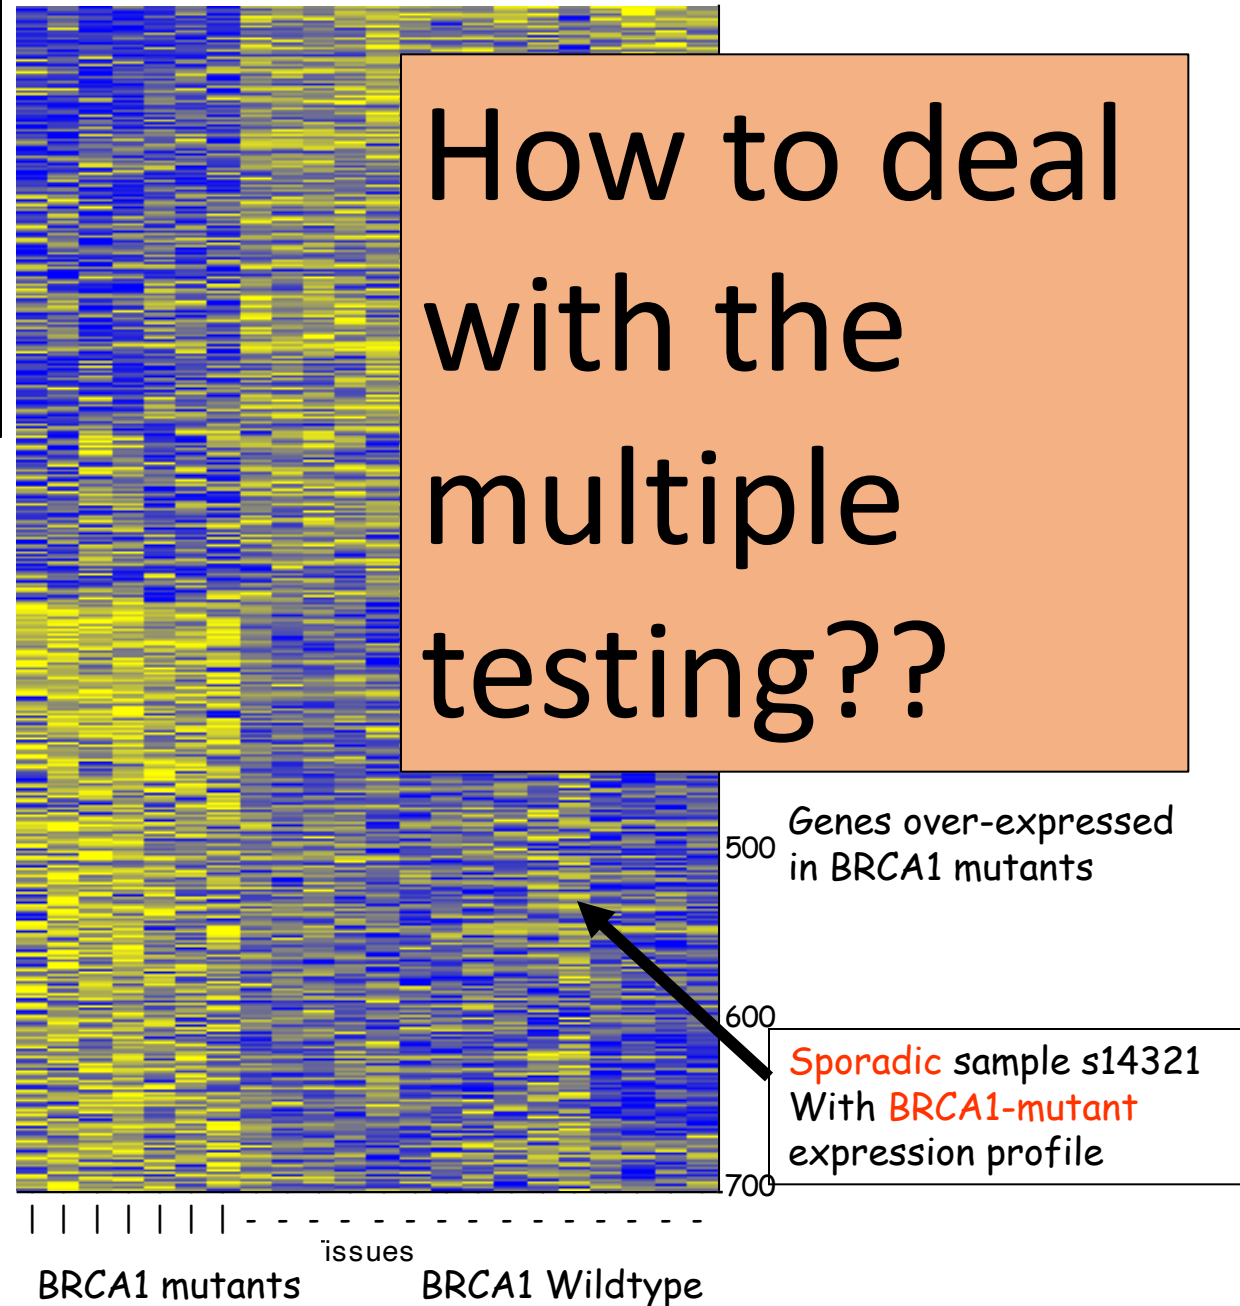 How to deal
with the
multiple
testing??
Genes over-expressed
in BRCA1 mutants
500
600
700
Sporadic sample s14321
With BRCA1-mutant
expression profile
| | | | | | | - - - - - - - - - - - - - - -
issues
BRCA1 mutants BRCA1 Wildtype